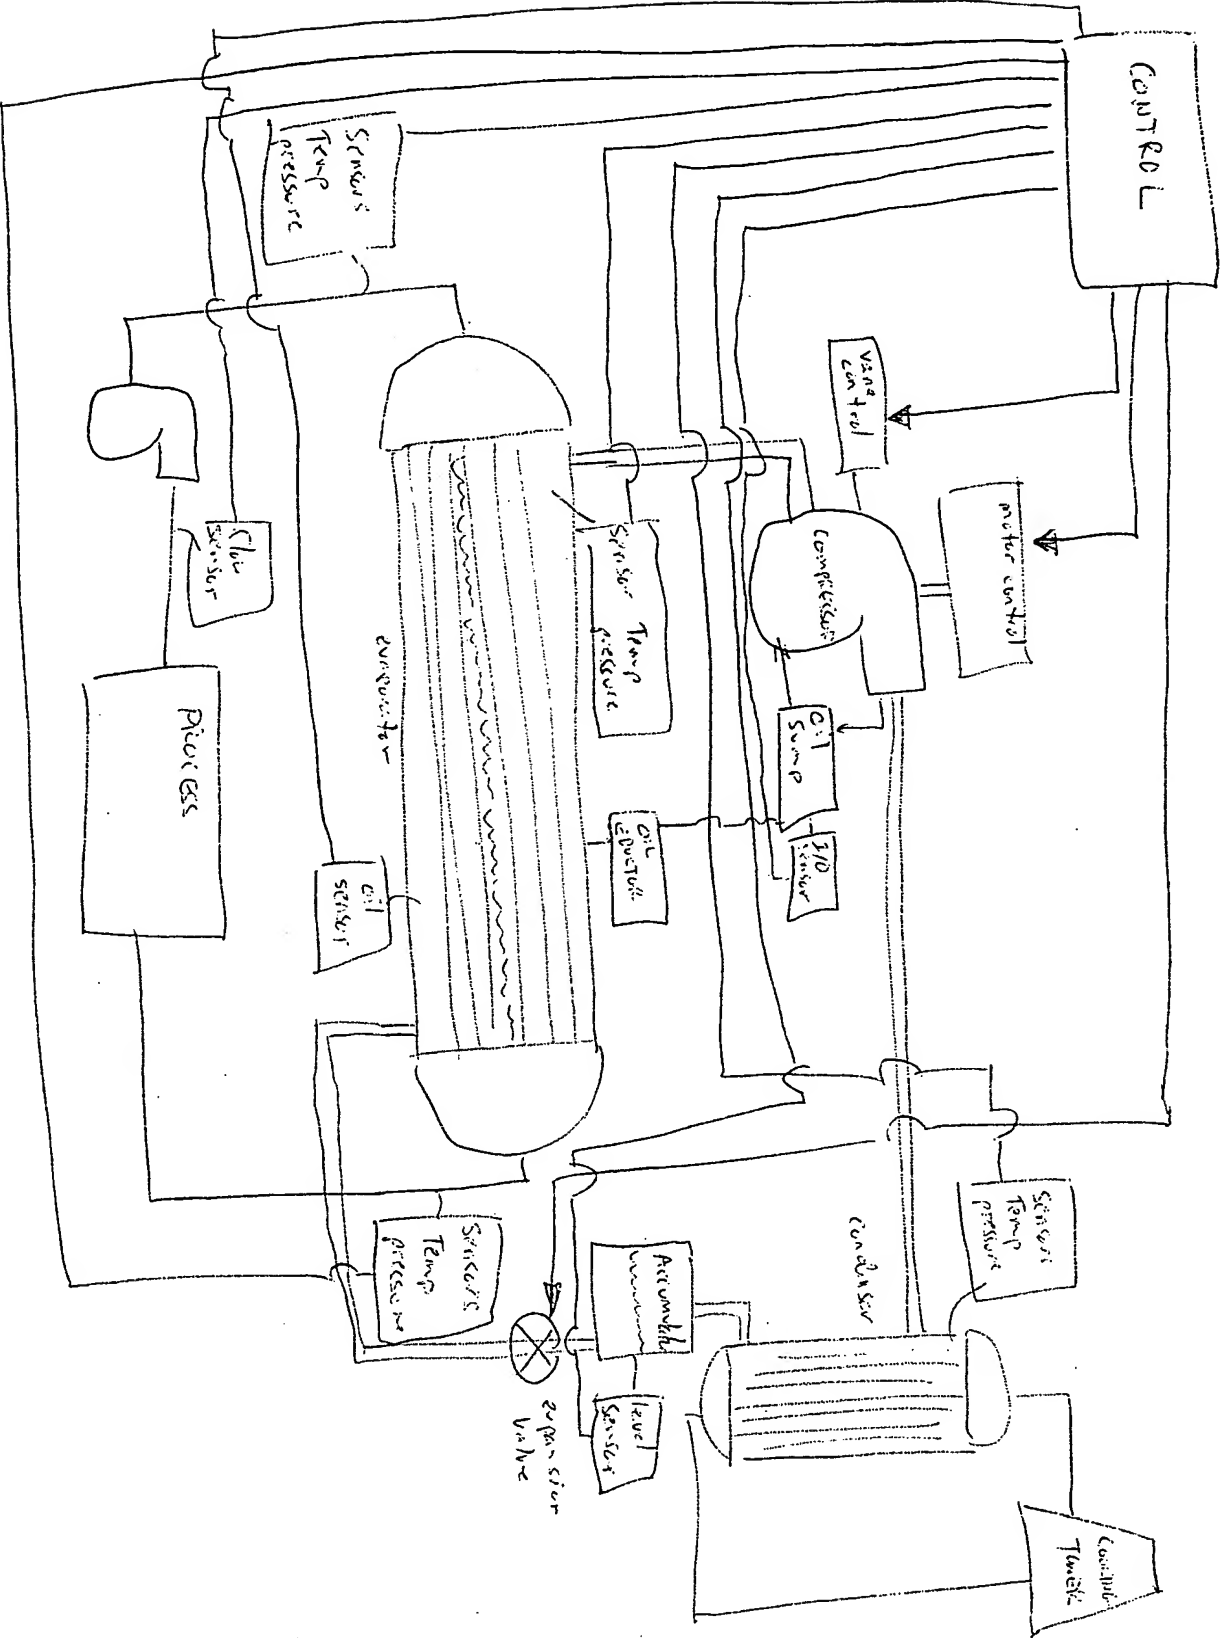 CONTROL
Sensors
Temp
pressure
vane
control
motor control
compressor
flow
sensor
Sensor Temp
pressure
evaporator
Process
oil
sump
OIL
EDUCTOR
I/O
sensor
oil
sensor
Sensors
Temp
pressure
condenser
Sensors
Temp
pressure
Accumulator
level
sensor
expansion
valve
Cooling
Tower